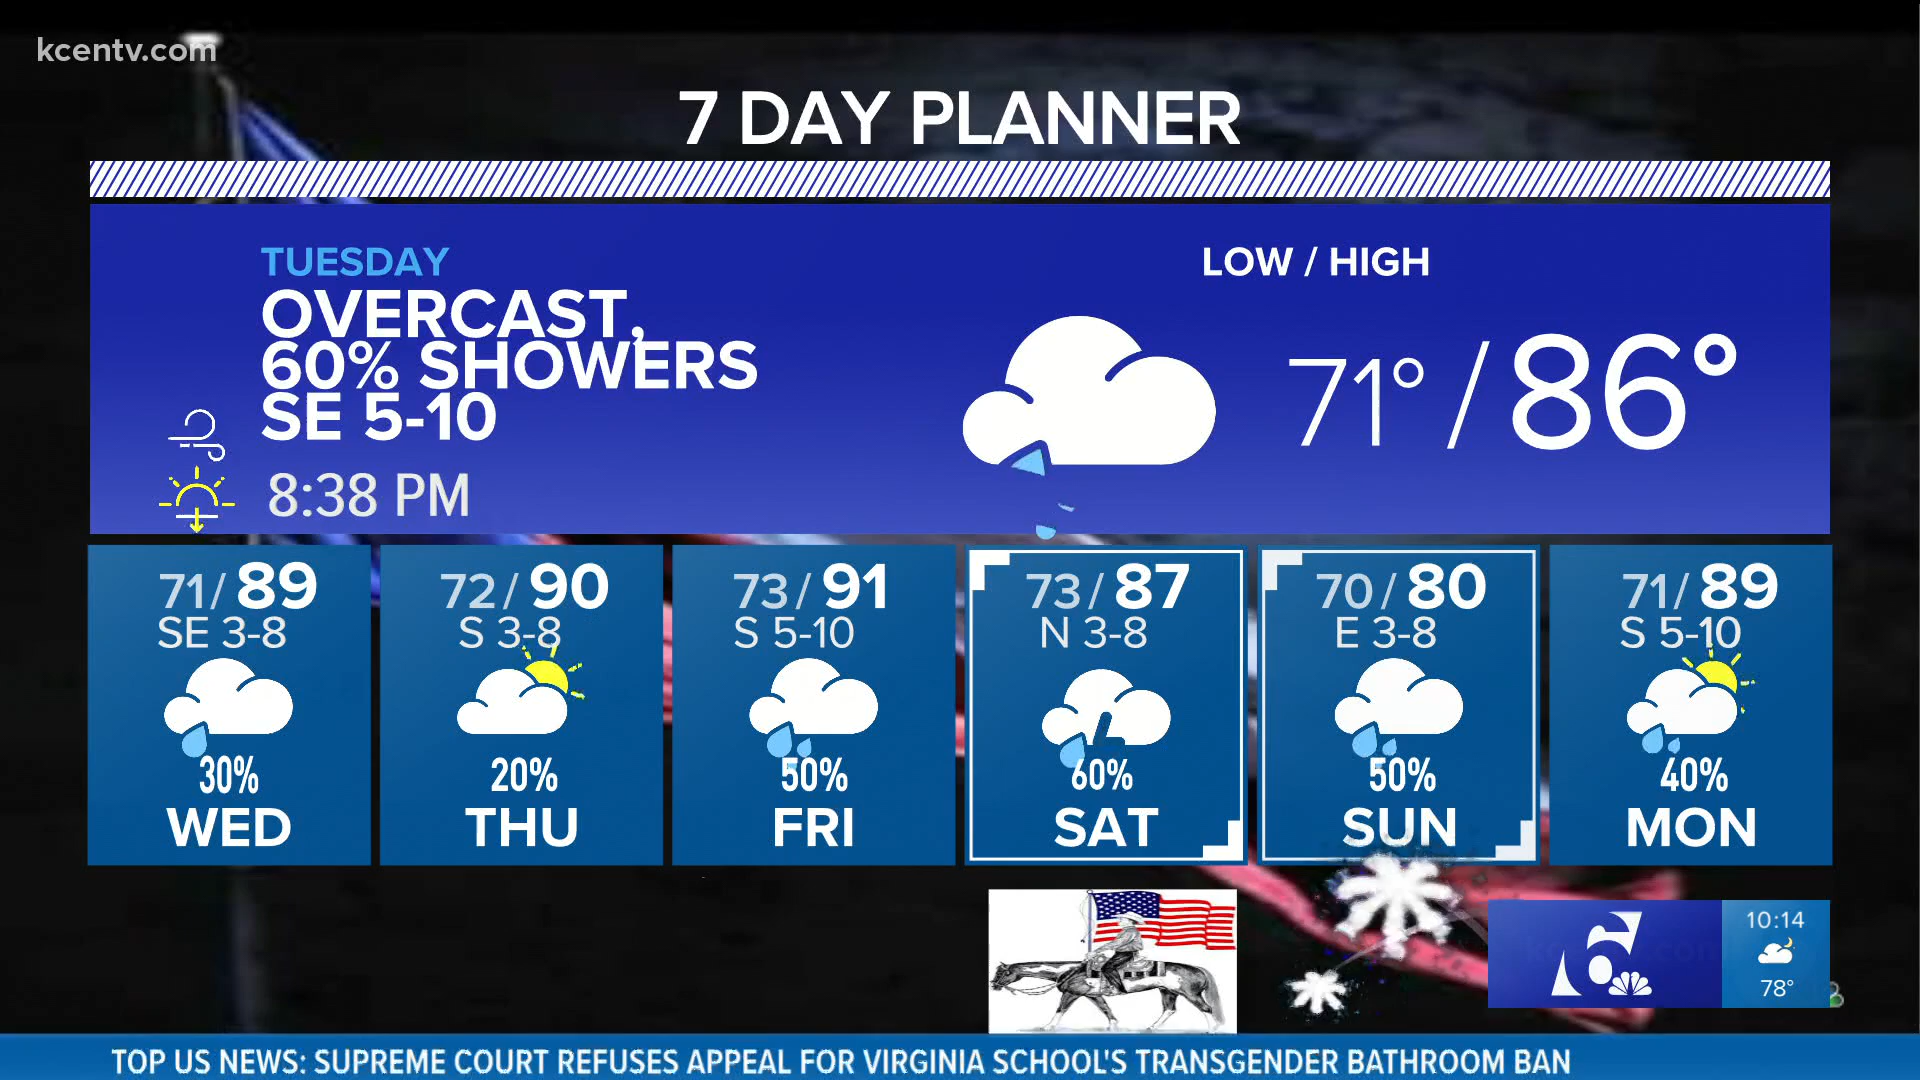 kcentv.com
7 DAY PLANNER
TUESDAY
OVERCAST,
60% SHOWERS
SE 5-10
8:38 PM
LOW / HIGH
71° / 86°
71/ 89
SE 3-8
30%
WED
72/ 90
S 3-8
20%
THU
73/ 91
S 5-10
50%
FRI
73/ 87
N 3-8
60%
SAT
70/ 80
E 3-8
50%
SUN
71/ 89
S 5-10
40%
MON
6
10:14
78°
TOP US NEWS: SUPREME COURT REFUSES APPEAL FOR VIRGINIA SCHOOL'S TRANSGENDER BATHROOM BAN